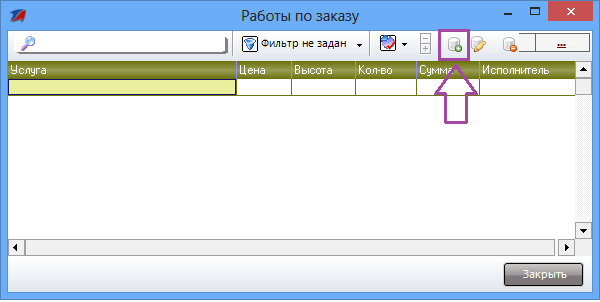 Работы по заказу
Фильтр не задан ...
Услуга Цена Высота Кол-во Сумма Исполнитель
Закрыть